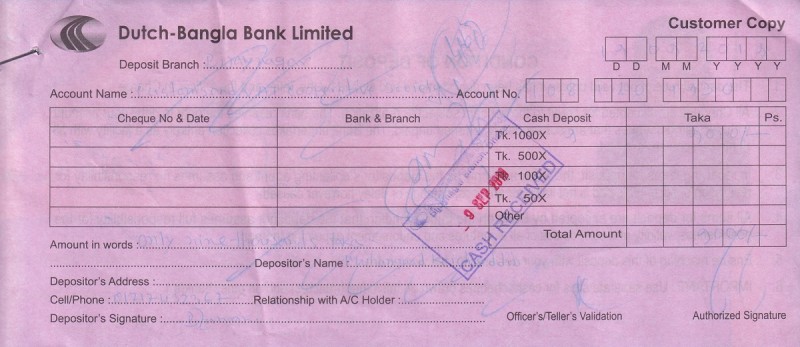 Dutch-Bangla Bank Limited
Customer Copy
D D M M Y Y Y Y
Deposit Branch :
Account Name : Account No.
Cheque No & Date Bank & Branch Cash Deposit Taka Ps.
Tk. 1000X
Tk. 500X
Tk. 100X
Tk. 50X
Other
Total Amount
- 9 SEP
CASH RECEIVED
Amount in words :
Depositor's Name :
Depositor's Address :
Cell/Phone : Relationship with A/C Holder :
Depositor's Signature : Officer's/Teller's Validation Authorized Signature